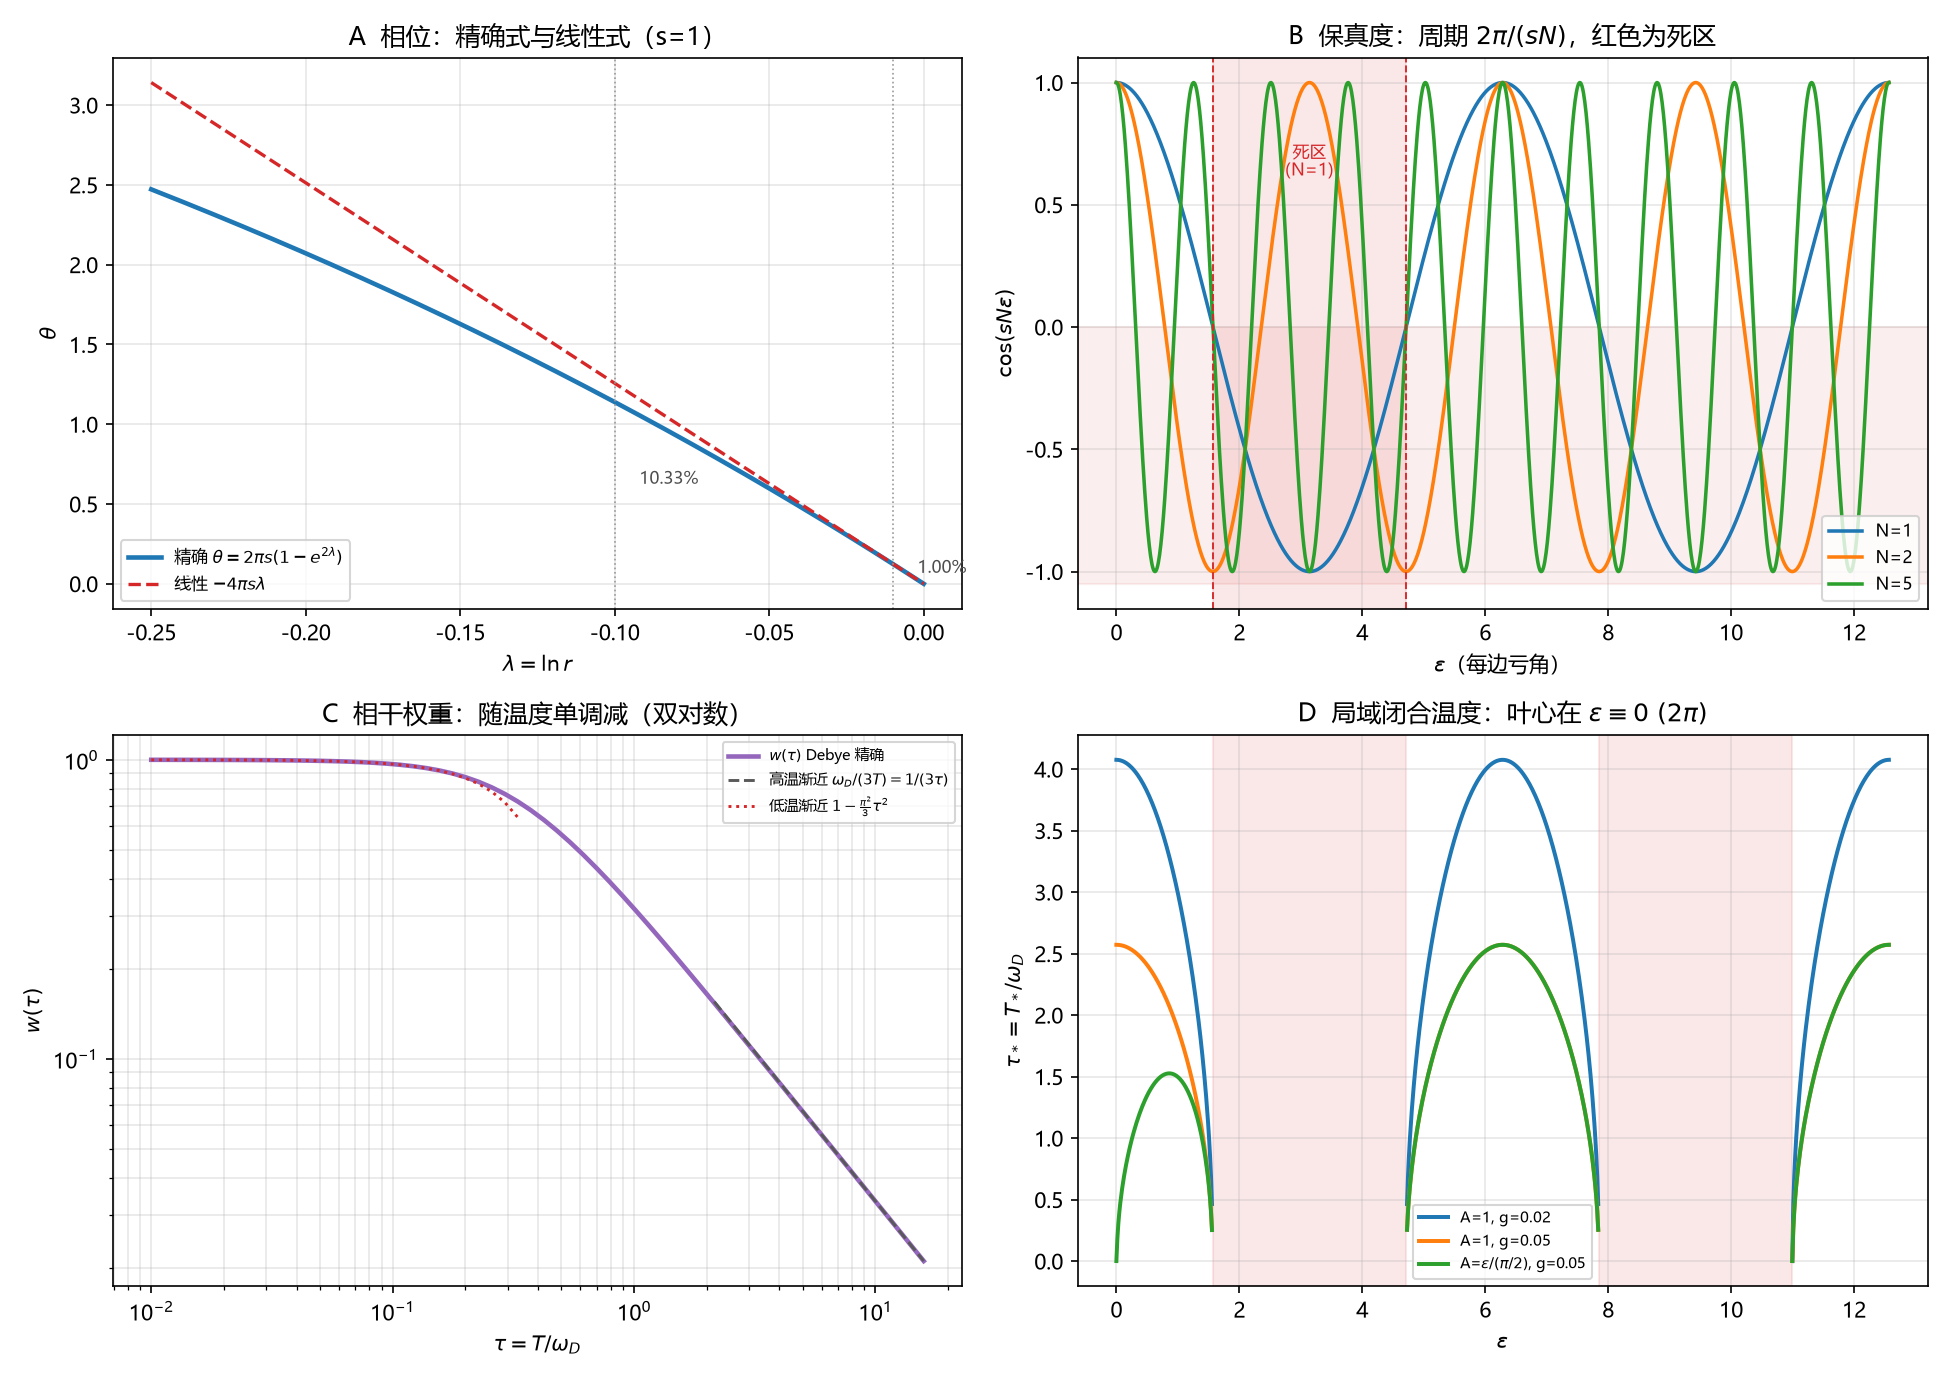 A 相位：精确式与线性式（s=1）
3.0
2.5
2.0
1.5
1.0
0.5
0.0
θ
10.33%
1.00%
精确 θ = 2πs(1 − e^{2λ})
线性 −4πsλ
-0.25 -0.20 -0.15 -0.10 -0.05 0.00
λ = ln r
B 保真度：周期 2π/(sN)，红色为死区
1.0
0.5
0.0
-0.5
-1.0
cos(sNε)
死区
(N=1)
N=1
N=2
N=5
0 2 4 6 8 10 12
ε（每边亏角）
C 相干权重：随温度单调减（双对数）
10⁰
10⁻¹
w(τ)
w(τ) Debye 精确
高温渐近 ω_D/(3T) = 1/(3τ)
低温渐近 1 − π²/3 τ²
10⁻² 10⁻¹ 10⁰ 10¹
τ = T/ω_D
D 局域闭合温度：叶心在 ε ≡ 0 (2π)
4.0
3.5
3.0
2.5
2.0
1.5
1.0
0.5
0.0
τ_* = T_*/ω_D
A=1, g=0.02
A=1, g=0.05
A=ε/(π/2), g=0.05
0 2 4 6 8 10 12
ε